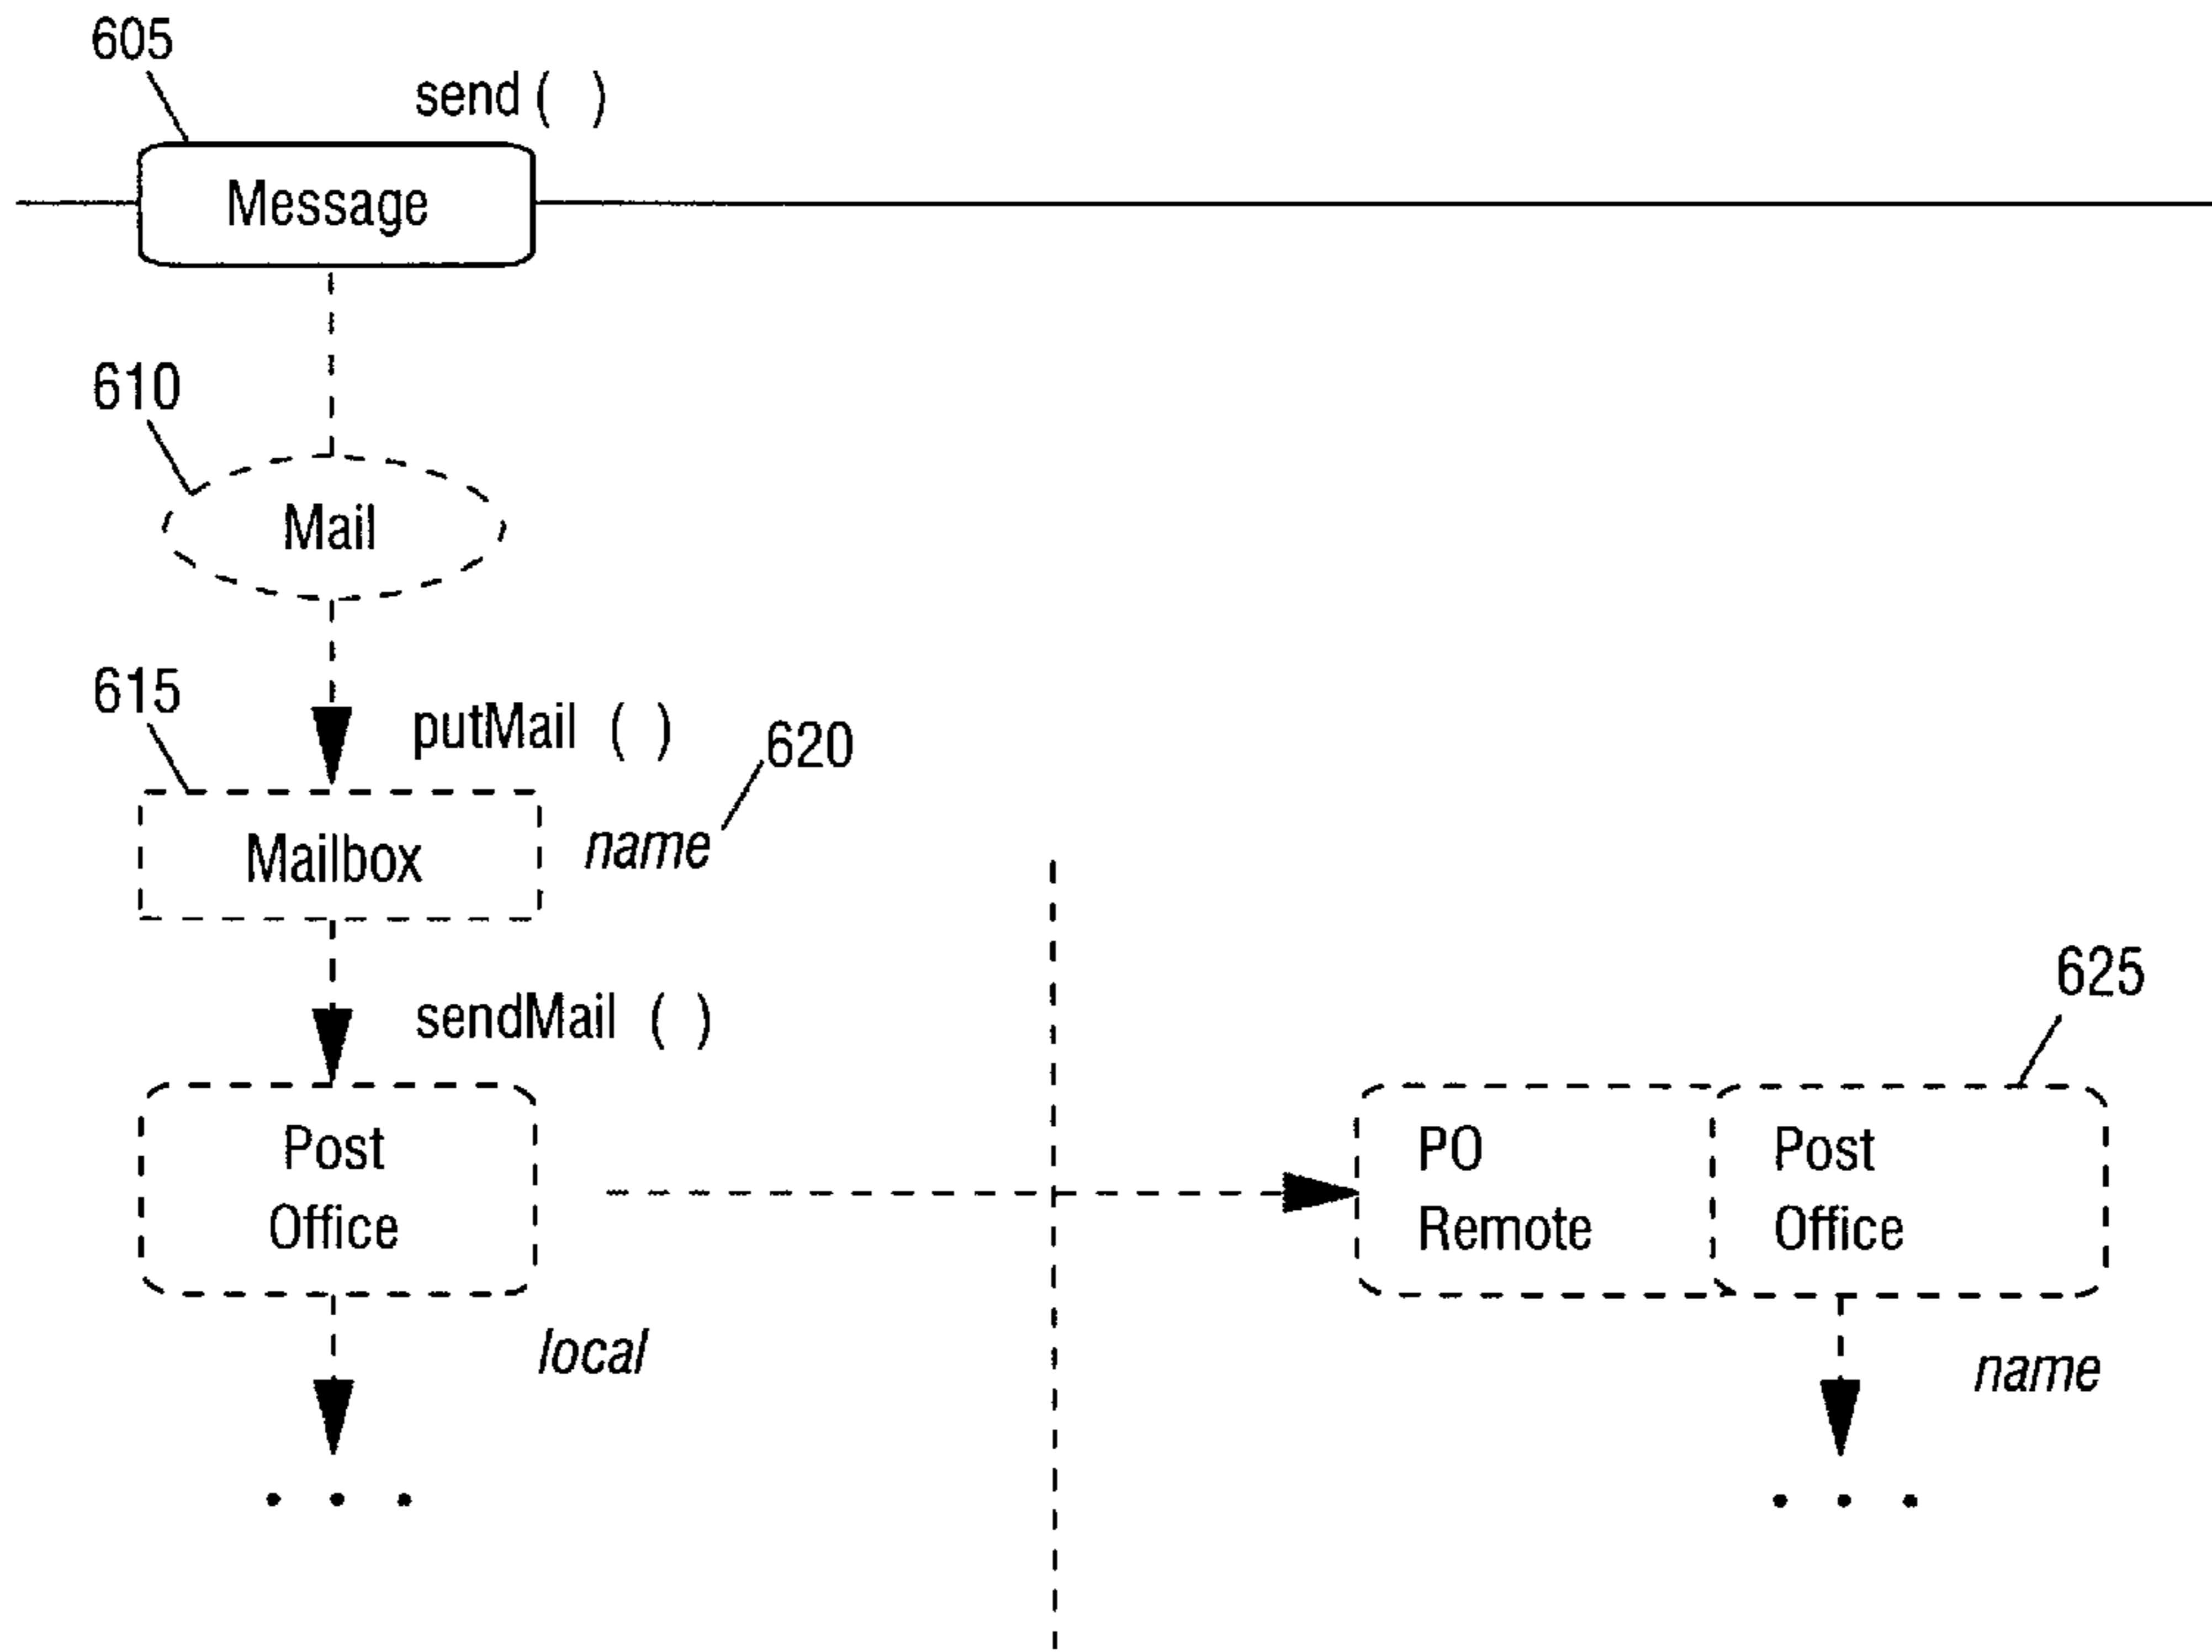 605
send ( )
Message
610
Mail
615
putMail ( )
620
Mailbox
name
625
sendMail ( )
Post
Office
PO
Remote
Post
Office
local
name
. . .
. . .